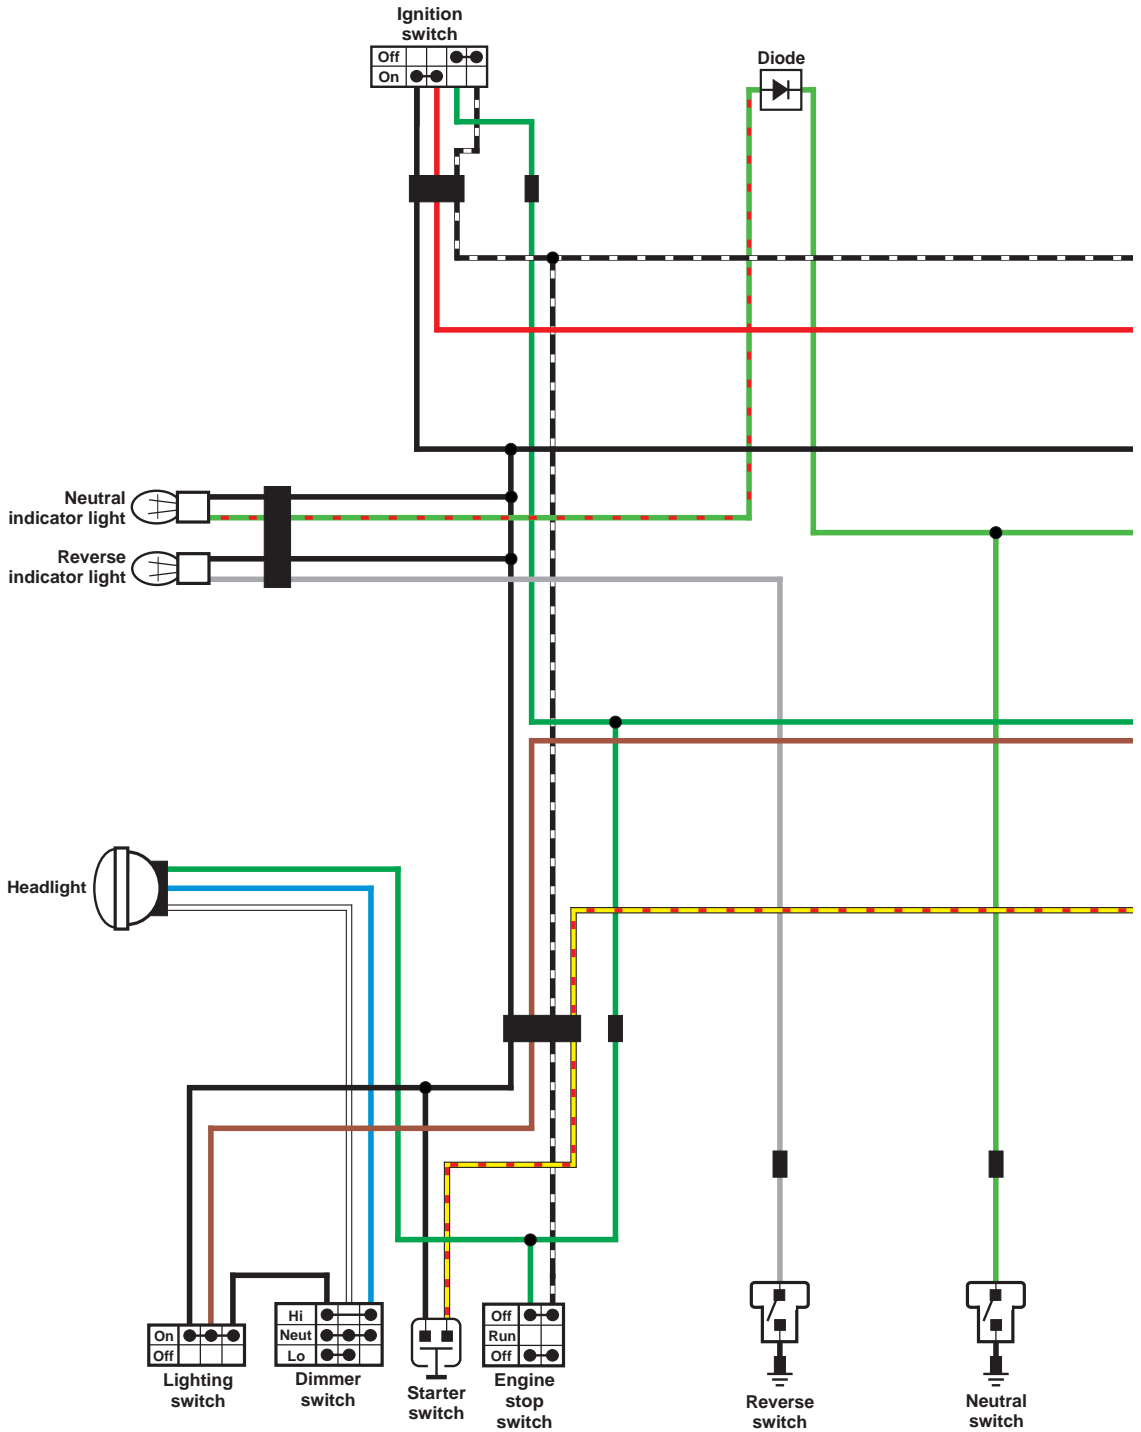 Ignition
switch
Off
On
Diode
Neutral
indicator light
Reverse
indicator light
Headlight
On
Off
Lighting
switch
Hi
Neut
Lo
Dimmer
switch
Starter
switch
Off
Run
Off
Engine
stop
switch
Reverse
switch
Neutral
switch